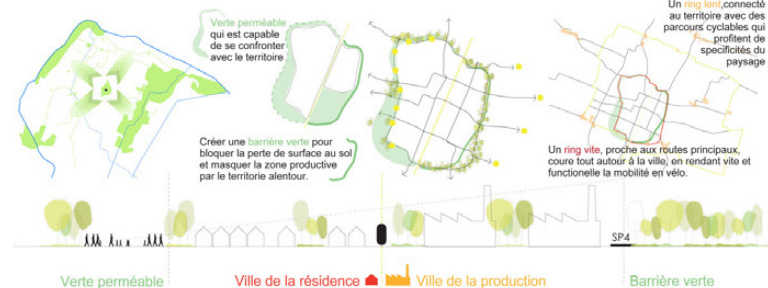 Verte perméable
qui est capable
de se confronter
avec le territoire
Créer une barrière verte pour
bloquer la perte de surface au sol
et masquer la zone productive
par le territorie alentour.
Un ring lent,connecté
au territoire avec des
parcours cyclables qui
profitent de
specificités du
paysage
Un ring vite, proche aux routes principaux,
coure tout autour à la ville, en rendant vite et
functionelle la mobilité en vélo.
SP4
Verte perméable
Ville de la résidence
Ville de la production
Barrière verte